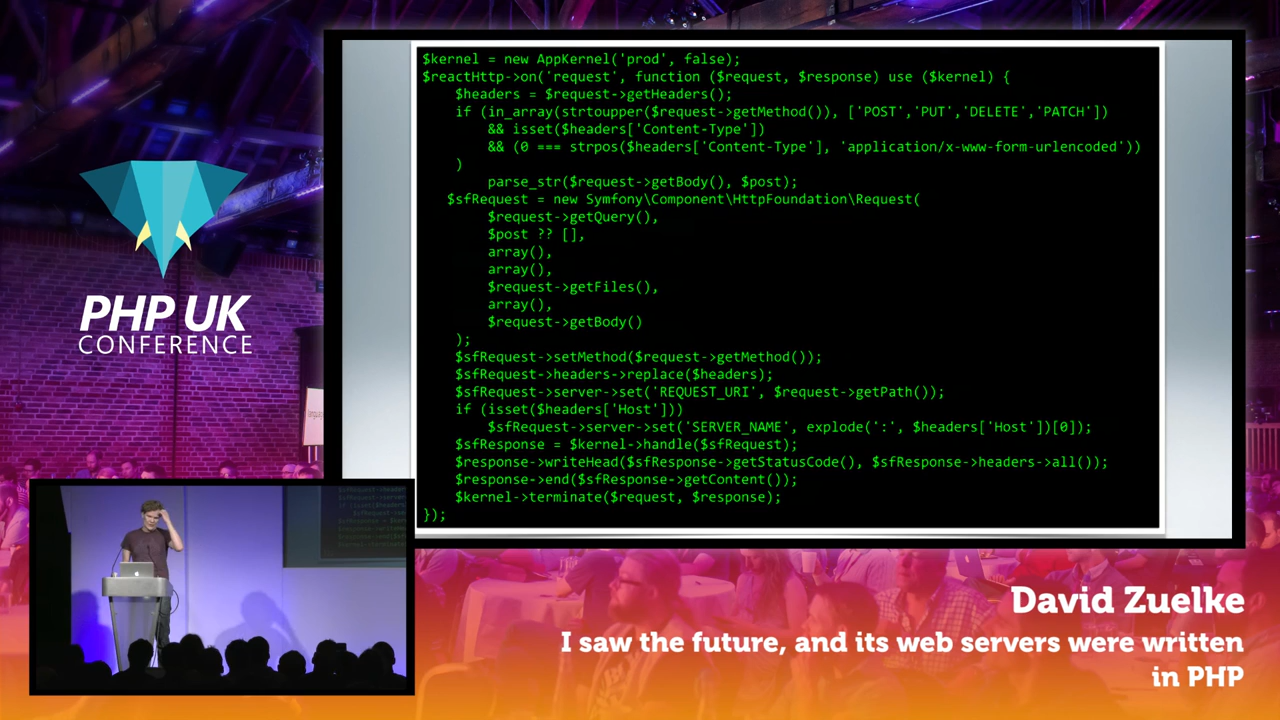 $kernel = new AppKernel('prod', false);
$reactHttp->on('request', function ($request, $response) use ($kernel) {
    $headers = $request->getHeaders();
    if (in_array(strtoupper($request->getMethod()), ['POST','PUT','DELETE','PATCH'])
        && isset($headers['Content-Type'])
        && (0 === strpos($headers['Content-Type'], 'application/x-www-form-urlencoded'))
    )
        parse_str($request->getBody(), $post);
   $sfRequest = new Symfony\Component\HttpFoundation\Request(
        $request->getQuery(),
        $post ?? [],
        array(),
        array(),
        $request->getFiles(),
        array(),
        $request->getBody()
    );
    $sfRequest->setMethod($request->getMethod());
    $sfRequest->headers->replace($headers);
    $sfRequest->server->set('REQUEST_URI', $request->getPath());
    if (isset($headers['Host']))
        $sfRequest->server->set('SERVER_NAME', explode(':', $headers['Host'])[0]);
    $sfResponse = $kernel->handle($sfRequest);
    $response->writeHead($sfResponse->getStatusCode(), $sfResponse->headers->all());
    $response->end($sfResponse->getContent());
    $kernel->terminate($request, $response);
});
PHP UK
CONFERENCE
David Zuelke
I saw the future, and its web servers were written
in PHP